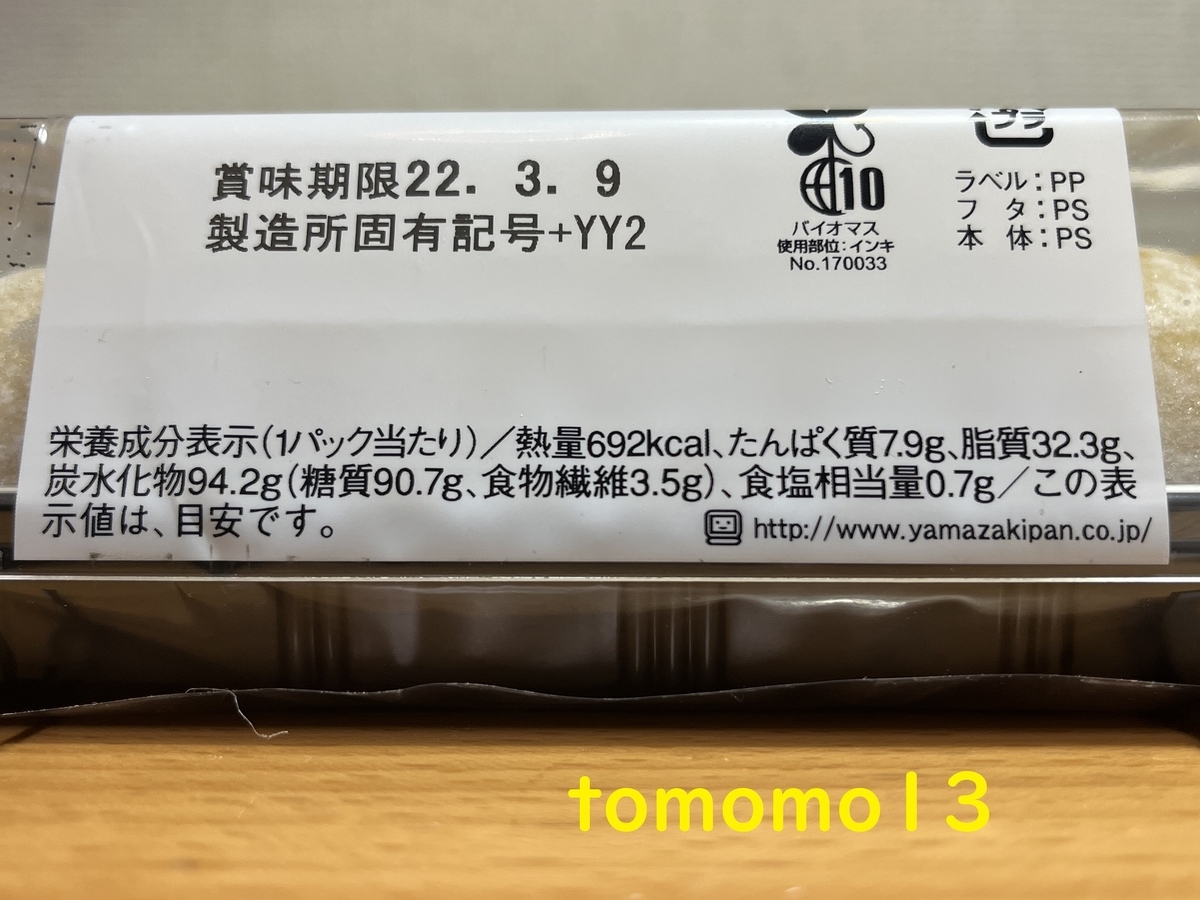 賞味期限22. 3. 9
製造所固有記号+YY2
10
バイオマス
使用部位:インキ
No.170033
プラ
ラベル:PP
フ タ:PS
本 体:PS
栄養成分表示(1パック当たり)/熱量692kcal、たんぱく質7.9g、脂質32.3g、
炭水化物94.2g(糖質90.7g、食物繊維3.5g)、食塩相当量0.7g/この表
示値は、目安です。
http://www.yamazakipan.co.jp/
tomomo13